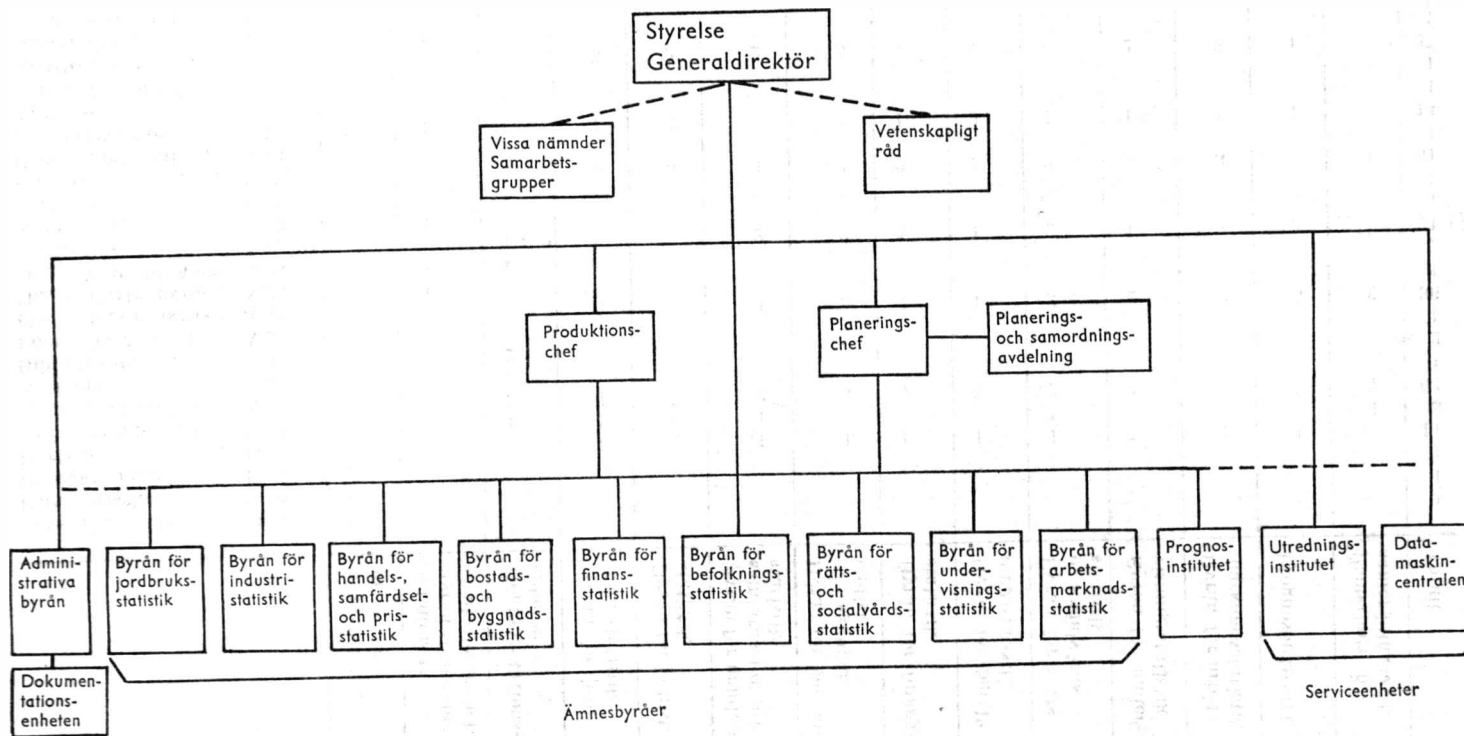 Styrelse
Generaldirektör
Vissa nämnder
Samarbets-
grupper
Vetenskapligt
råd
Produktions-
chef
Planerings-
chef
Planerings-
och samordnings-
avdelning
Admini-
strativa
byrån
Byrån för
jordbruks-
statistik
Byrån för
industri-
statistik
Byrån för
handels-,
samfärdsel-
och pris-
statistik
Byrån för
bostads-
och
byggnads-
statistik
Byrån för
finans-
statistik
Byrån för
befolknings-
statistik
Byrån för
rätts-
och
socialvårds-
statistik
Byrån för
under-
visnings-
statistik
Byrån för
arbets-
marknads-
statistik
Prognos-
institutet
Utrednings-
institutet
Data-
maskin-
centralen
Dokumen-
tations-
enheten
Ämnesbyråer
Serviceenheter